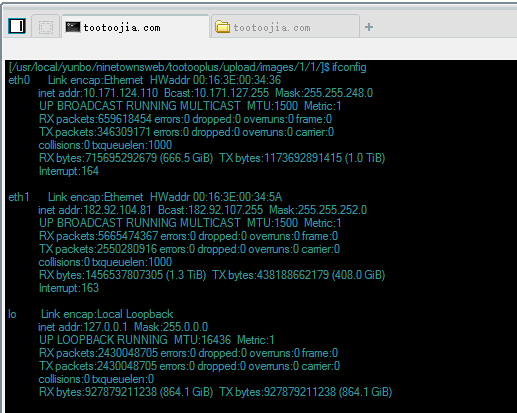 tootoojia.com
tootoojia.com
[/usr/local/yunbo/ninetownsweb/tootooplus/upload/images/1/1/]$ ifconfig
eth0 Link encap:Ethernet HWaddr 00:16:3E:00:34:36
inet addr:10.171.124.110 Bcast:10.171.127.255 Mask:255.255.248.0
UP BROADCAST RUNNING MULTICAST MTU:1500 Metric:1
RX packets:659618454 errors:0 dropped:0 overruns:0 frame:0
TX packets:346309171 errors:0 dropped:0 overruns:0 carrier:0
collisions:0 txqueuelen:1000
RX bytes:715695292679 (666.5 GiB) TX bytes:1173692891415 (1.0 TiB)
Interrupt:164
eth1 Link encap:Ethernet HWaddr 00:16:3E:00:34:5A
inet addr:182.92.104.81 Bcast:182.92.107.255 Mask:255.255.252.0
UP BROADCAST RUNNING MULTICAST MTU:1500 Metric:1
RX packets:5665474367 errors:0 dropped:0 overruns:0 frame:0
TX packets:2550280916 errors:0 dropped:0 overruns:0 carrier:0
collisions:0 txqueuelen:1000
RX bytes:1456537807305 (1.3 TiB) TX bytes:438188662179 (408.0 GiB)
Interrupt:163
lo Link encap:Local Loopback
inet addr:127.0.0.1 Mask:255.0.0.0
UP LOOPBACK RUNNING MTU:16436 Metric:1
RX packets:2430048705 errors:0 dropped:0 overruns:0 frame:0
TX packets:2430048705 errors:0 dropped:0 overruns:0 carrier:0
collisions:0 txqueuelen:0
RX bytes:927879211238 (864.1 GiB) TX bytes:927879211238 (864.1 GiB)